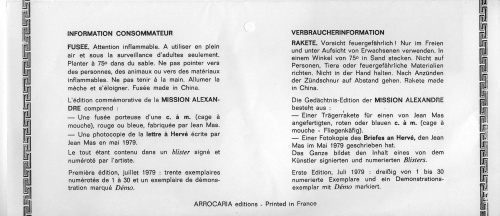 INFORMATION CONSOMMATEUR
FUSEE. Attention inflammable. A utiliser en plein
air et sous la surveillance d'adultes seulement.
Planter à 75º dans du sable. Ne pas pointer vers
des personnes, des animaux ou vers des matériaux
inflammables. Ne pas tenir à la main. Allumer la
mèche et s'éloigner. Fusée made in China.
L'édition commémorative de la MISSION ALEXAN-
DRE comprend :
— Une fusée porteuse d'une c. à m. (cage à
mouche), rouge ou bleue, fabriquée par Jean Mas.
— Une photocopie de la lettre à Hervé écrite par
Jean Mas en mai 1979.
Le tout étant contenu dans un blister signé et
numéroté par l'artiste.
Première édition, juillet 1979 : trente exemplaires
numérotés de 1 à 30 et un exemplaire de démons-
tration marqué Démo.
VERBRAUCHERINFORMATION
RAKETE. Vorsicht feuergefährlich ! Nur im Freien
und unter Aufsicht von Erwachsenen verwenden. In
einem Winkel von 75º in Sand stecken. Nicht auf
Personen, Tiere oder feuergefährliche Materialien
richten. Nicht in der Hand halten. Nach Anzünden
der Zündschnur auf Abstand gehen. Rakete made
in China.
Die Gedächtnis-Edition der MISSION ALEXANDRE
besteht aus :
— Einer Trägerrakete für einen von Jean Mas
angefertigten, roten oder blauen c. à m. (cage à
mouche - Fliegenkäfig).
— Einer Fotokopie des Briefes an Hervé, den Jean
Mas im Mai 1979 geschrieben hat.
Das Ganze bildet den Inhalt eines von dem
Künstler signierten und numerierten Blisters.
Erste Edition, Juli 1979 : dreißig von 1 bis 30
numerierte Exemplare und ein Demonstrations-
exemplar mit Démo markiert.
ARROCARIA editions - Printed in France